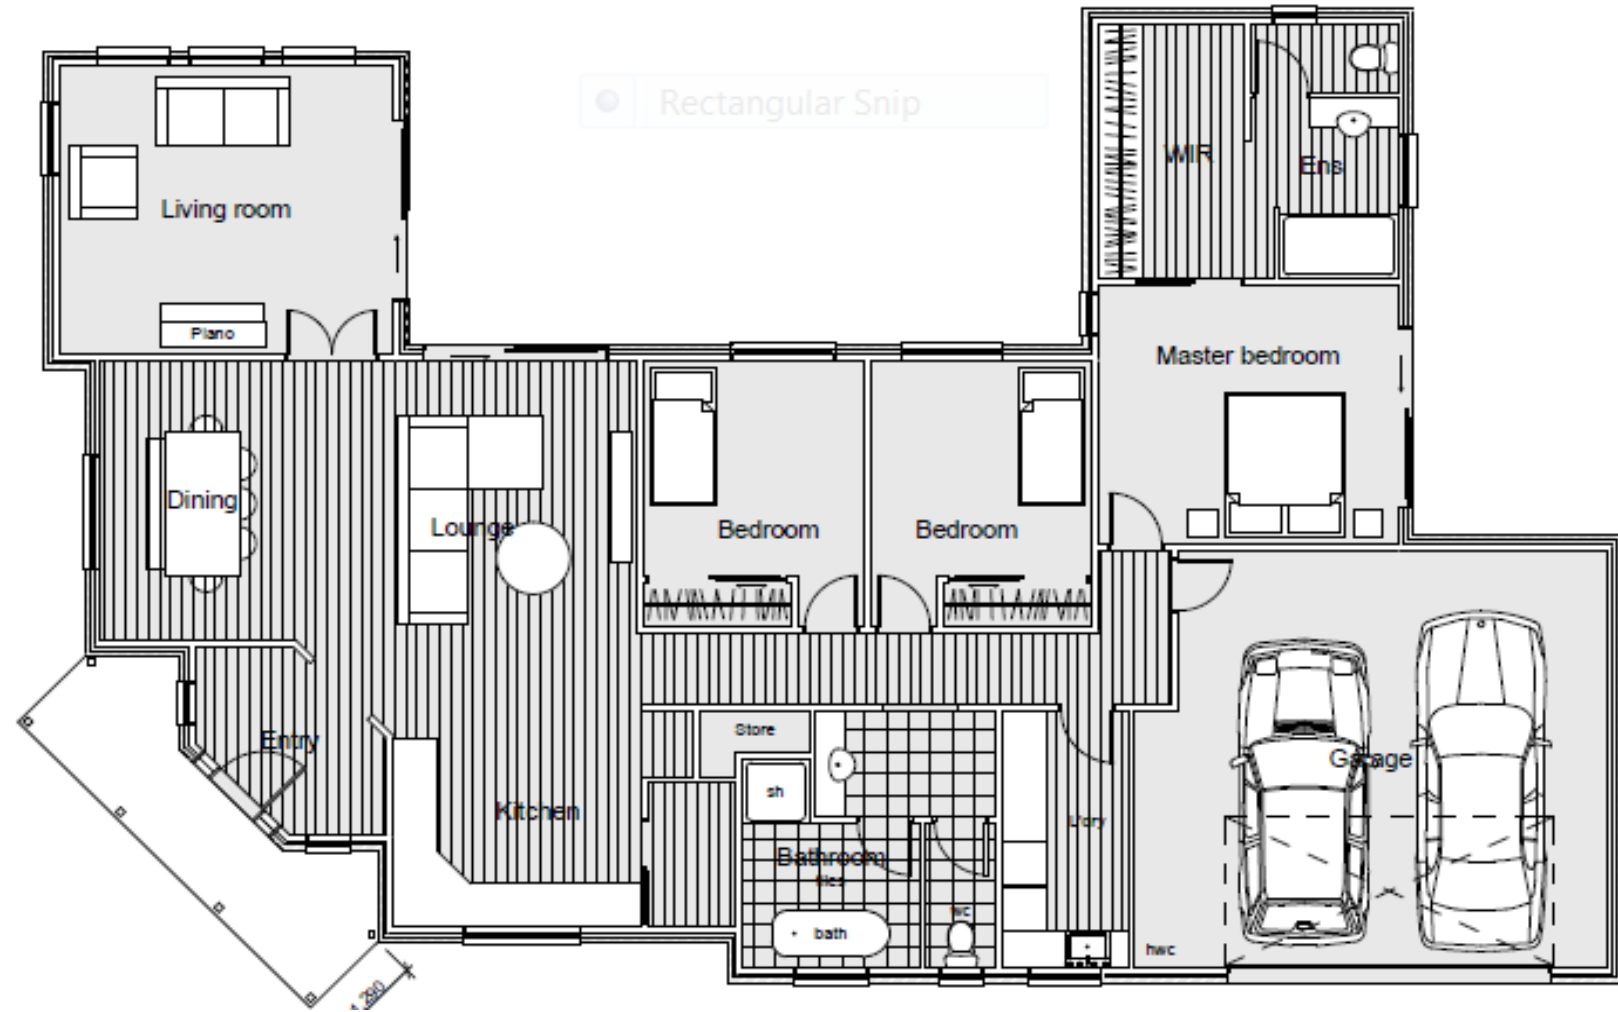 Rectangular Snip
WIR
Ens
Living room
Piano
Master bedroom
Dining
Lounge
Bedroom
Bedroom
Entry
Store
Kitchen
sh
Garage
L'dry
Bathroom
tiles
wc
bath
hwc